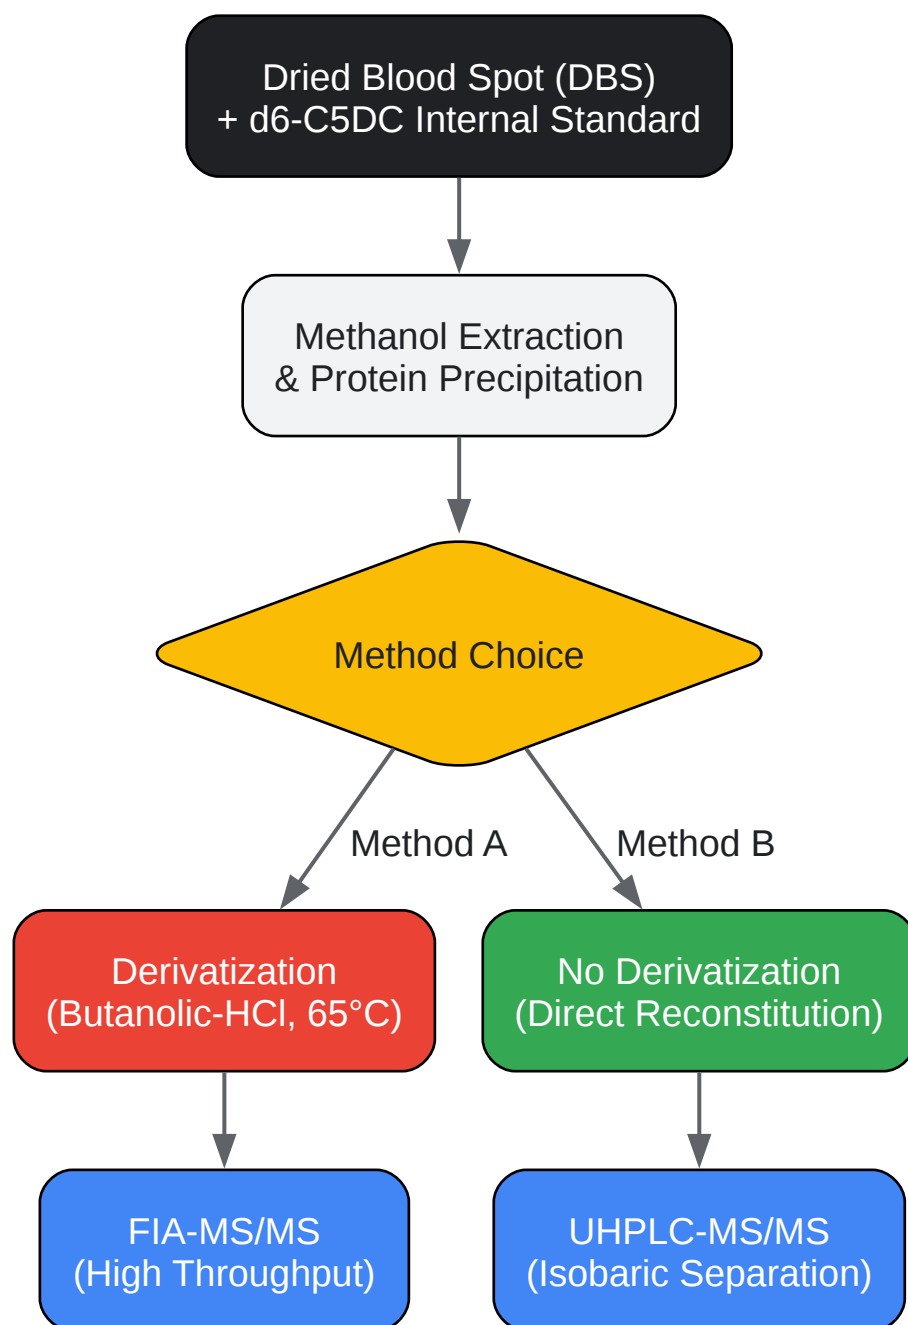 Dried Blood Spot (DBS)
+ d6-C5DC Internal Standard
Methanol Extraction
& Protein Precipitation
Method Choice
Method A
Method B
Derivatization
(Butanolic-HCl, 65°C)
No Derivatization
(Direct Reconstitution)
FIA-MS/MS
(High Throughput)
UHPLC-MS/MS
(Isobaric Separation)